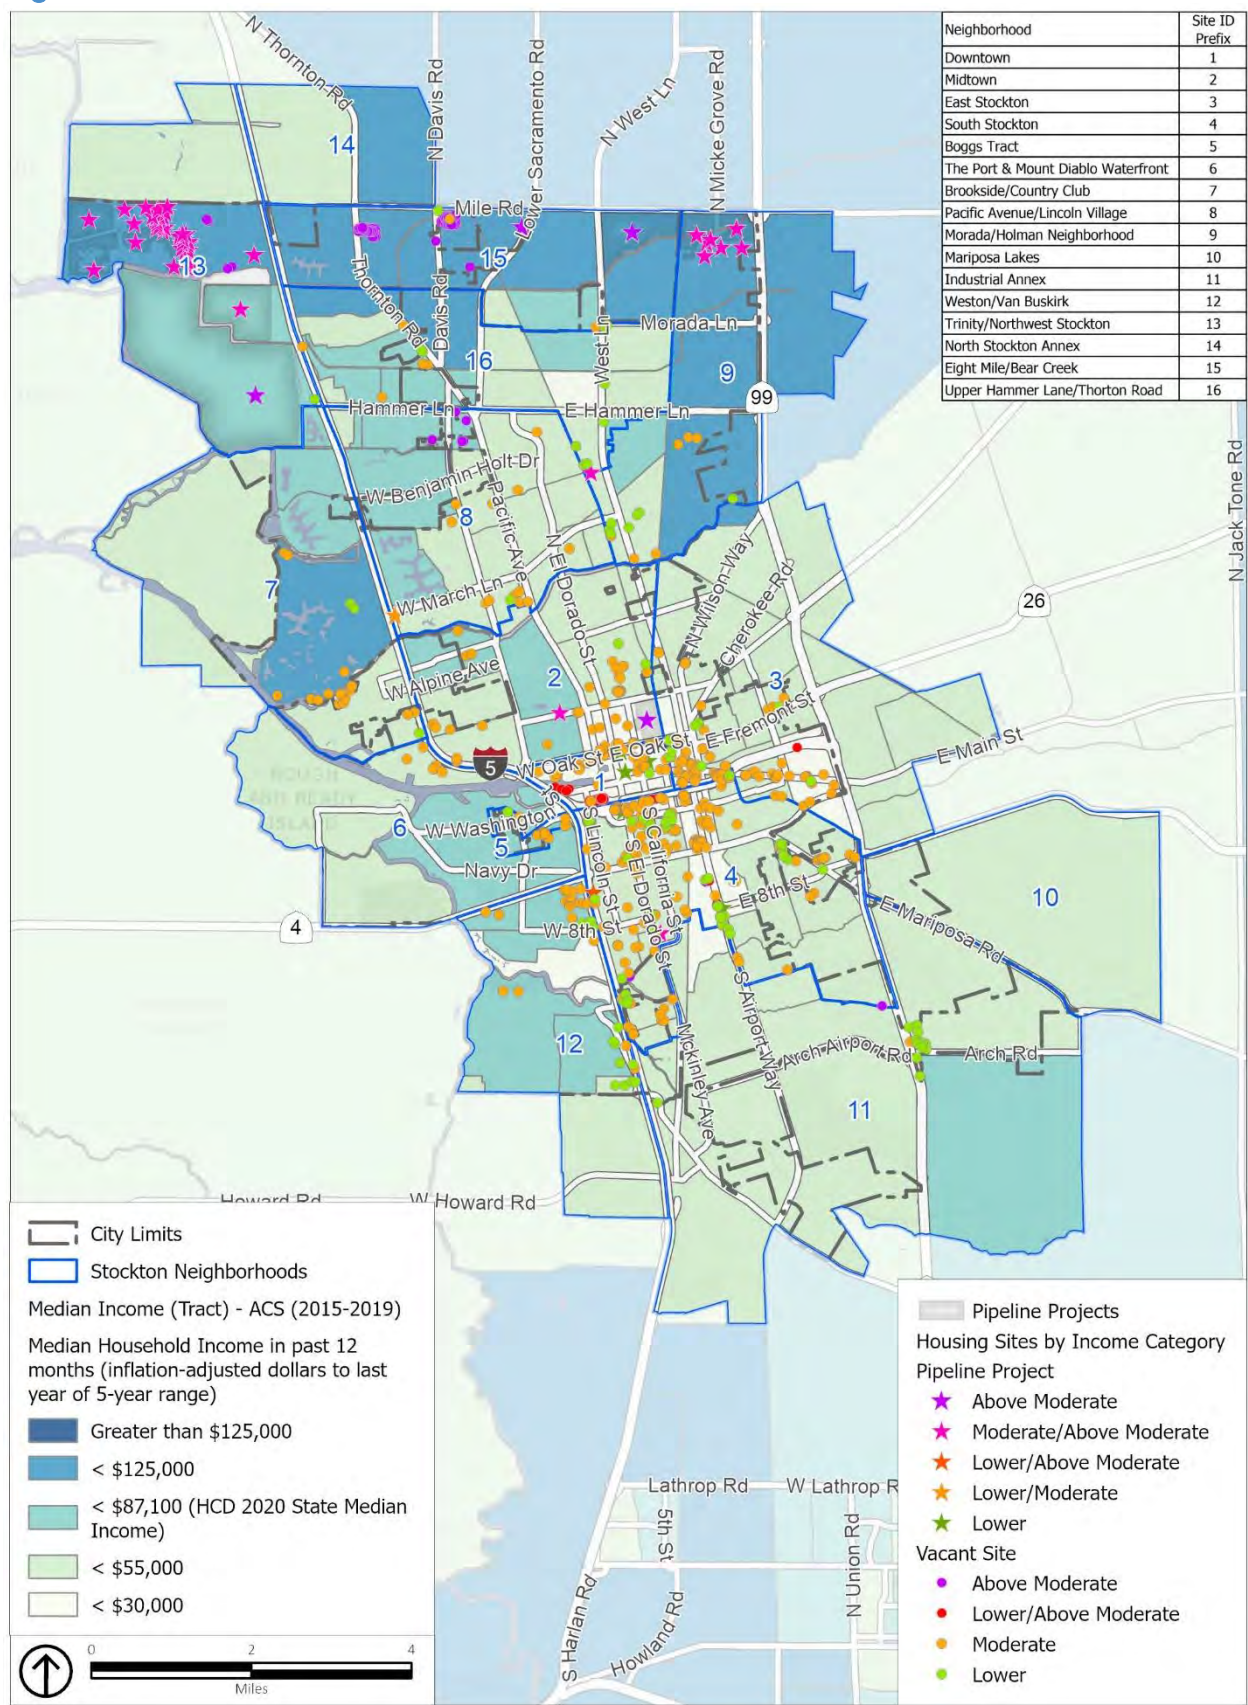 Neighborhood Site ID Prefix
Downtown 1
Midtown 2
East Stockton 3
South Stockton 4
Boggs Tract 5
The Port & Mount Diablo Waterfront 6
Brookside/Country Club 7
Pacific Avenue/Lincoln Village 8
Morada/Holman Neighborhood 9
Mariposa Lakes 10
Industrial Annex 11
Weston/Van Buskirk 12
Trinity/Northwest Stockton 13
North Stockton Annex 14
Eight Mile/Bear Creek 15
Upper Hammer Lane/Thorton Road 16
N Thornton Rd
N Davis Rd
Lower Sacramento Rd
N West Ln
N Micke Grove Rd
14
Mile Rd
13
15
Thornton Rd
Davis Rd
West Ln
Morada Ln
16
9
99
Hammer Ln
E Hammer Ln
N Jack Tone Rd
W Benjamin Holt Dr
Pacific Ave
8
N El Dorado St
N Wilson Way
Cherokee Rd
7
W March Ln
26
W Alpine Ave
2
3
E Fremont St
W Oak St
E Oak St
E Main St
5
1
ROUGH
AND READY
ISLAND
6
W Washington St
5
Navy Dr
S Lincoln St
S El Dorado St
S California St
4
E 8th St
10
4
W 8th St
E Mariposa Rd
S Airport Way
12
Mckinley Ave
Arch Airport Rd
Arch Rd
11
Howard Rd
W Howard Rd
City Limits
Stockton Neighborhoods
Median Income (Tract) - ACS (2015-2019)
Median Household Income in past 12
months (inflation-adjusted dollars to last
year of 5-year range)
Greater than $125,000
< $125,000
< $87,100 (HCD 2020 State Median
Income)
< $55,000
< $30,000
0 2 4
Miles
Lathrop Rd
W Lathrop R
5th St
N Union Rd
S Harlan Rd
Howland Rd
Pipeline Projects
Housing Sites by Income Category
Pipeline Project
Above Moderate
Moderate/Above Moderate
Lower/Above Moderate
Lower/Moderate
Lower
Vacant Site
Above Moderate
Lower/Above Moderate
Moderate
Lower